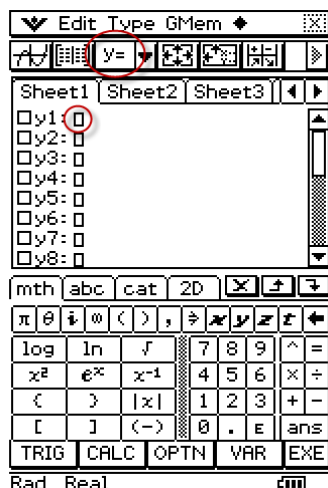 Edit Type GMem
y=
Sheet1 Sheet2 Sheet3
y1:
y2:
y3:
y4:
y5:
y6:
y7:
y8:
mth abc cat 2D
π θ i ∞ ( ) , ⇒ x y z t ←
log ln √ 7 8 9 ^ =
x² eˣ x⁻¹ 4 5 6 × ÷
( ) |x| 1 2 3 + −
[ ] (−) 0 . E ans
TRIG CALC OPTN VAR EXE
Rad Real